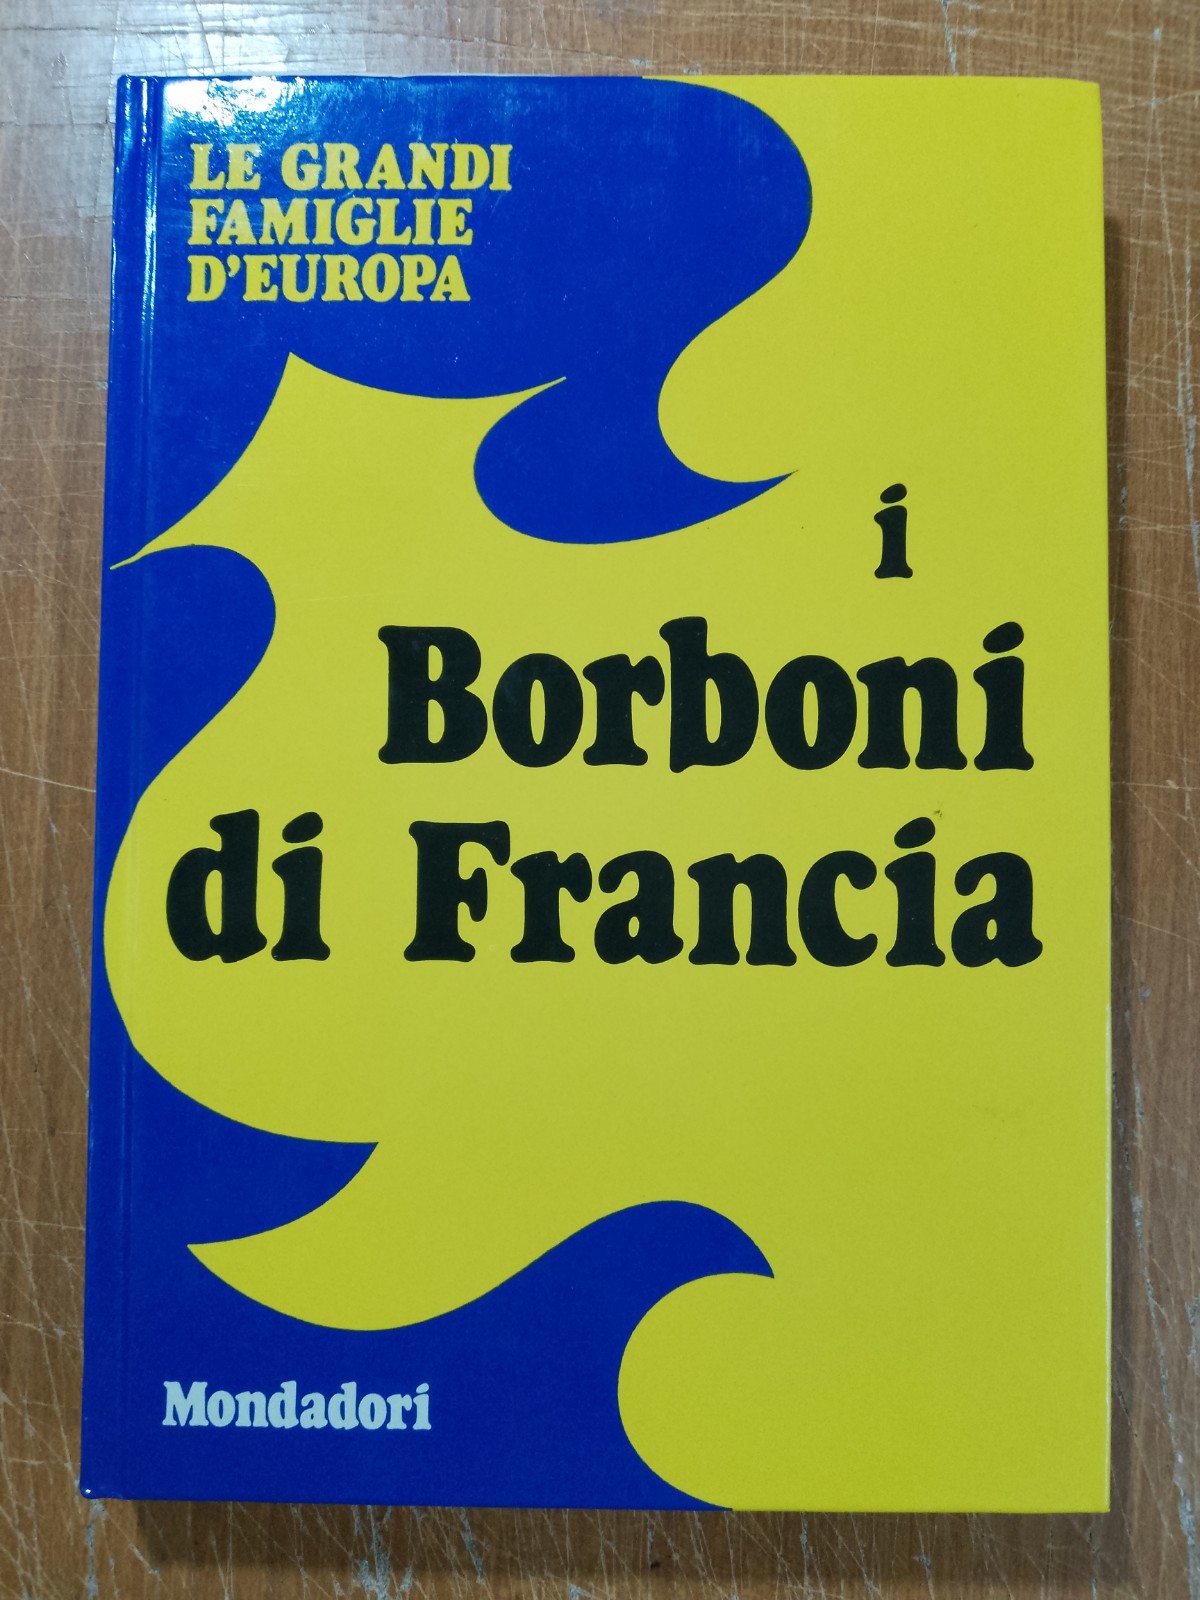 LE GRANDI
FAMIGLIE
D'EUROPA
i
Borboni
di Francia
Mondadori